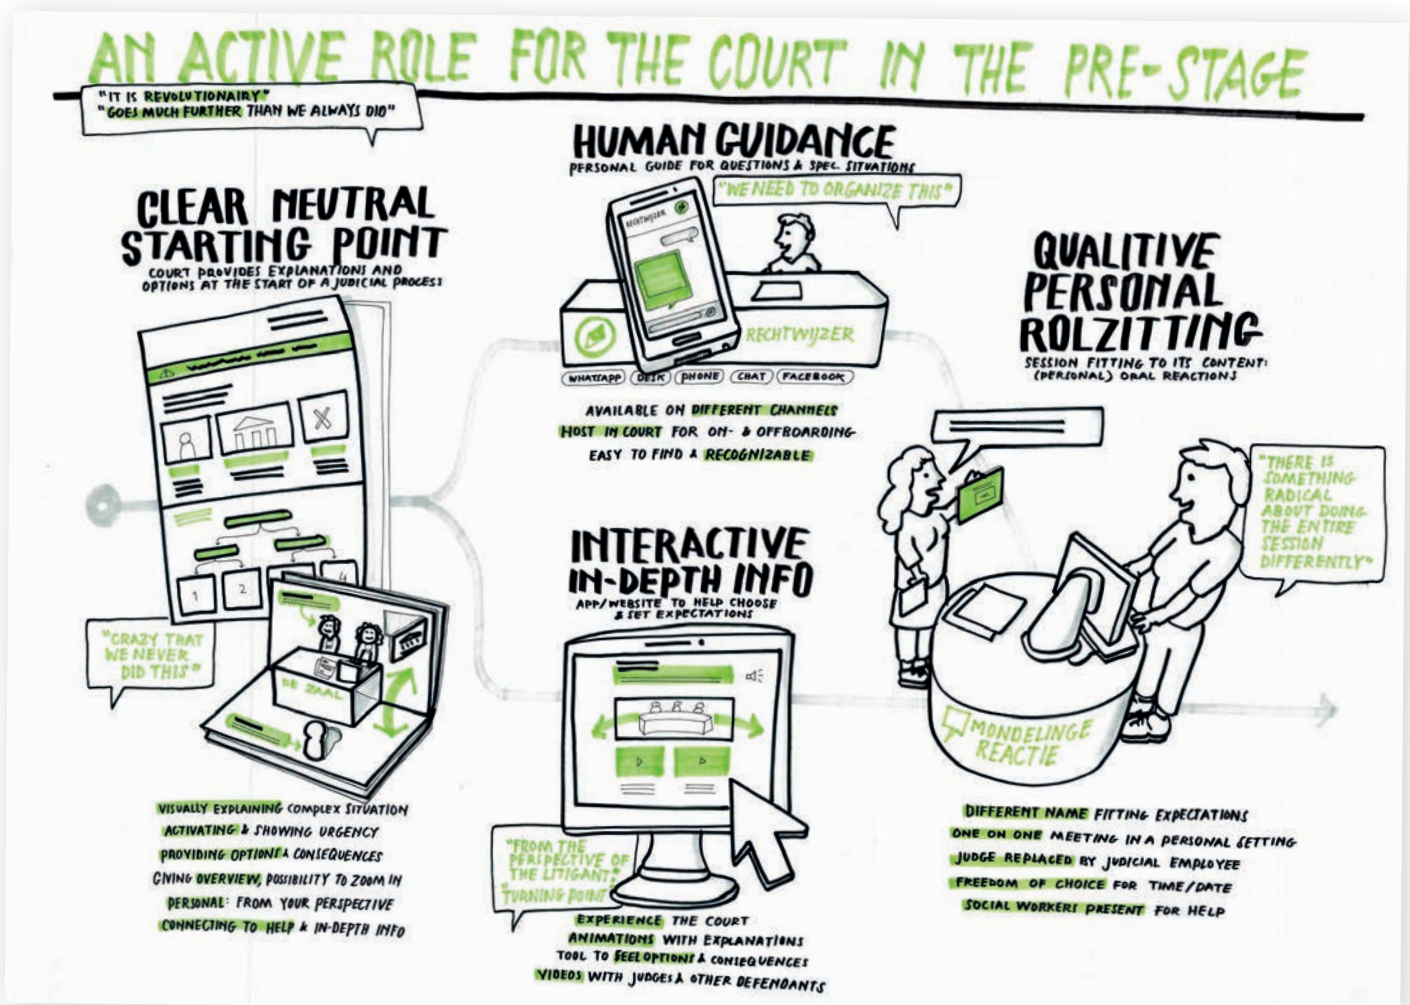 AN ACTIVE ROLE FOR THE COURT IN THE PRE-STAGE
"IT IS REVOLUTIONAIRY"
"GOES MUCH FURTHER THAN WE ALWAYS DID"
CLEAR NEUTRAL
STARTING POINT
COURT PROVIDES EXPLANATIONS AND
OPTIONS AT THE START OF A JUDICIAL PROCESS
1
2
4
"CRAZY THAT
WE NEVER
DID THIS"
DE ZAAL
VISUALLY EXPLAINING COMPLEX SITUATION
ACTIVATING & SHOWING URGENCY
PROVIDING OPTIONS & CONSEQUENCES
GIVING OVERVIEW, POSSIBILITY TO ZOOM IN
PERSONAL: FROM YOUR PERSPECTIVE
CONNECTING TO HELP & IN-DEPTH INFO
HUMAN GUIDANCE
PERSONAL GUIDE FOR QUESTIONS & SPEC. SITUATIONS
"WE NEED TO ORGANIZE THIS"
RECHTWIJZER
RECHTWIJZER
WHATSAPP DESK PHONE CHAT FACEBOOK
AVAILABLE ON DIFFERENT CHANNELS
HOST IN COURT FOR ON- & OFFBOARDING
EASY TO FIND & RECOGNIZABLE
INTERACTIVE
IN-DEPTH INFO
APP/WEBSITE TO HELP CHOOSE
& SET EXPECTATIONS
"FROM THE
PERSPECTIVE OF
THE LITIGANT,"
"TURNING POINT"
EXPERIENCE THE COURT
ANIMATIONS WITH EXPLANATIONS
TOOL TO FEEL OPTIONS & CONSEQUENCES
VIDEOS WITH JUDGES & OTHER DEFENDANTS
QUALITIVE
PERSONAL
ROLZITTING
SESSION FITTING TO ITS CONTENT:
(PERSONAL) ORAL REACTIONS
"THERE IS
SOMETHING
RADICAL
ABOUT DOING
THE ENTIRE
SESSION
DIFFERENTLY"
MONDELINGE
REACTIE
DIFFERENT NAME FITTING EXPECTATIONS
ONE ON ONE MEETING IN A PERSONAL SETTING
JUDGE REPLACED BY JUDICIAL EMPLOYEE
FREEDOM OF CHOICE FOR TIME/DATE
SOCIAL WORKERS PRESENT FOR HELP